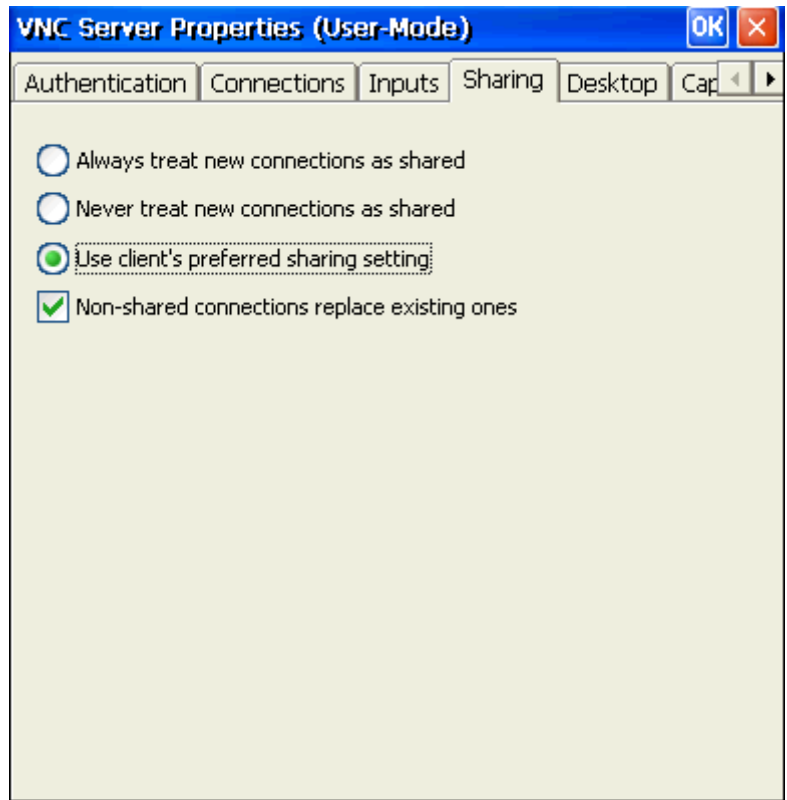 VNC Server Properties (User-Mode) OK
Authentication Connections Inputs Sharing Desktop Cap
Always treat new connections as shared
Never treat new connections as shared
Use client's preferred sharing setting
Non-shared connections replace existing ones